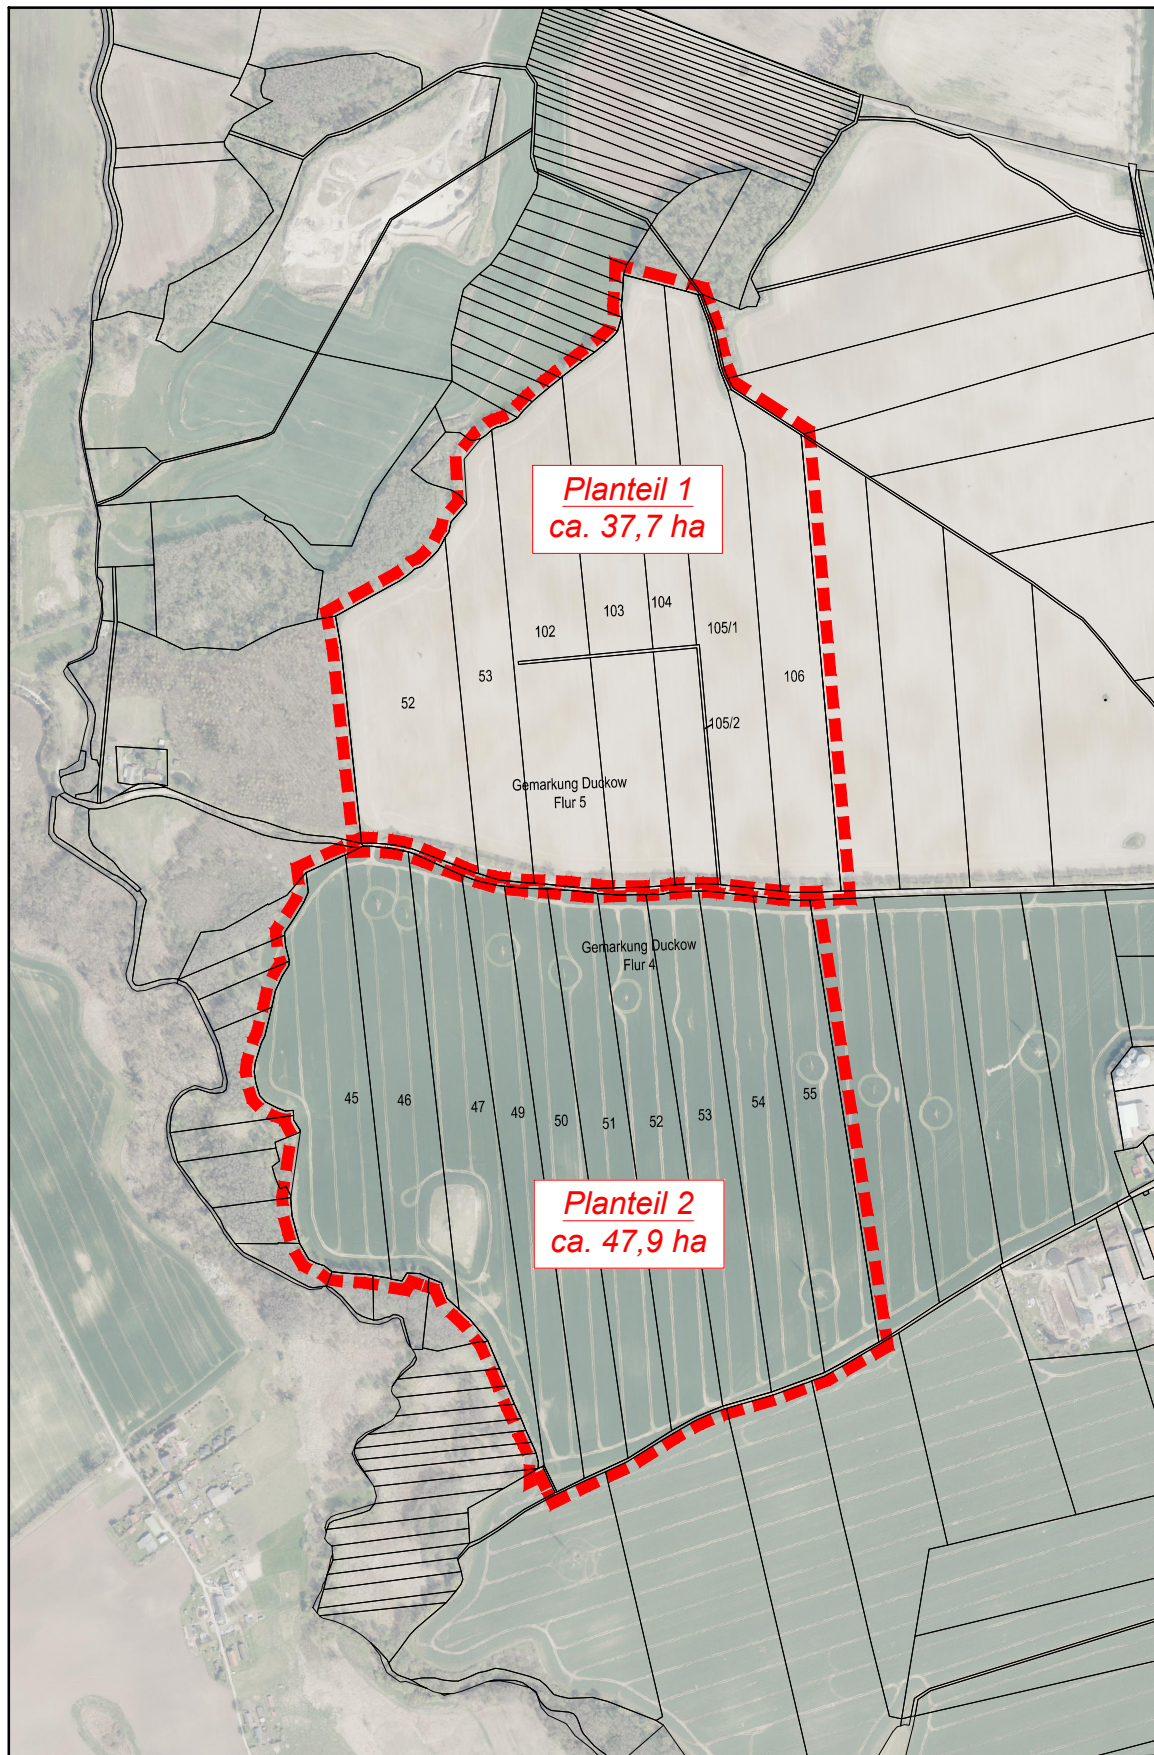 Planteil 1
ca. 37,7 ha
103
104
102
105/1
53
106
52
105/2
Gemarkung Duckow
Flur 5
Gemarkung Duckow
Flur 4
45
46
47
49
50
51
52
53
54
55
Planteil 2
ca. 47,9 ha